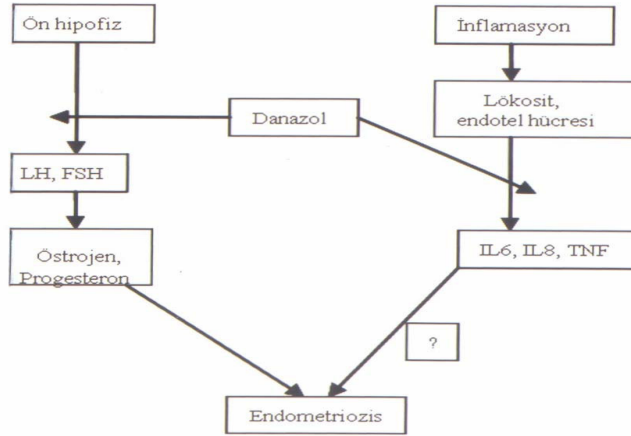 Ön hipofiz
İnflamasyon
Lökosit,
endotel hücresi
Danazol
LH, FSH
Östrojen,
Progesteron
IL6, IL8, TNF
?
Endometriozis